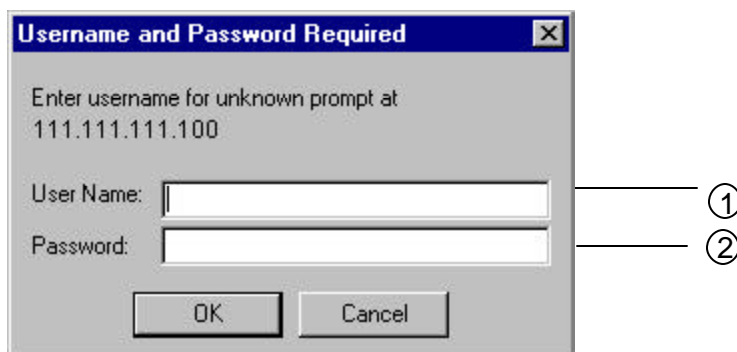 Username and Password Required
Enter username for unknown prompt at
111.111.111.100
User Name:
1
Password:
2
OK Cancel